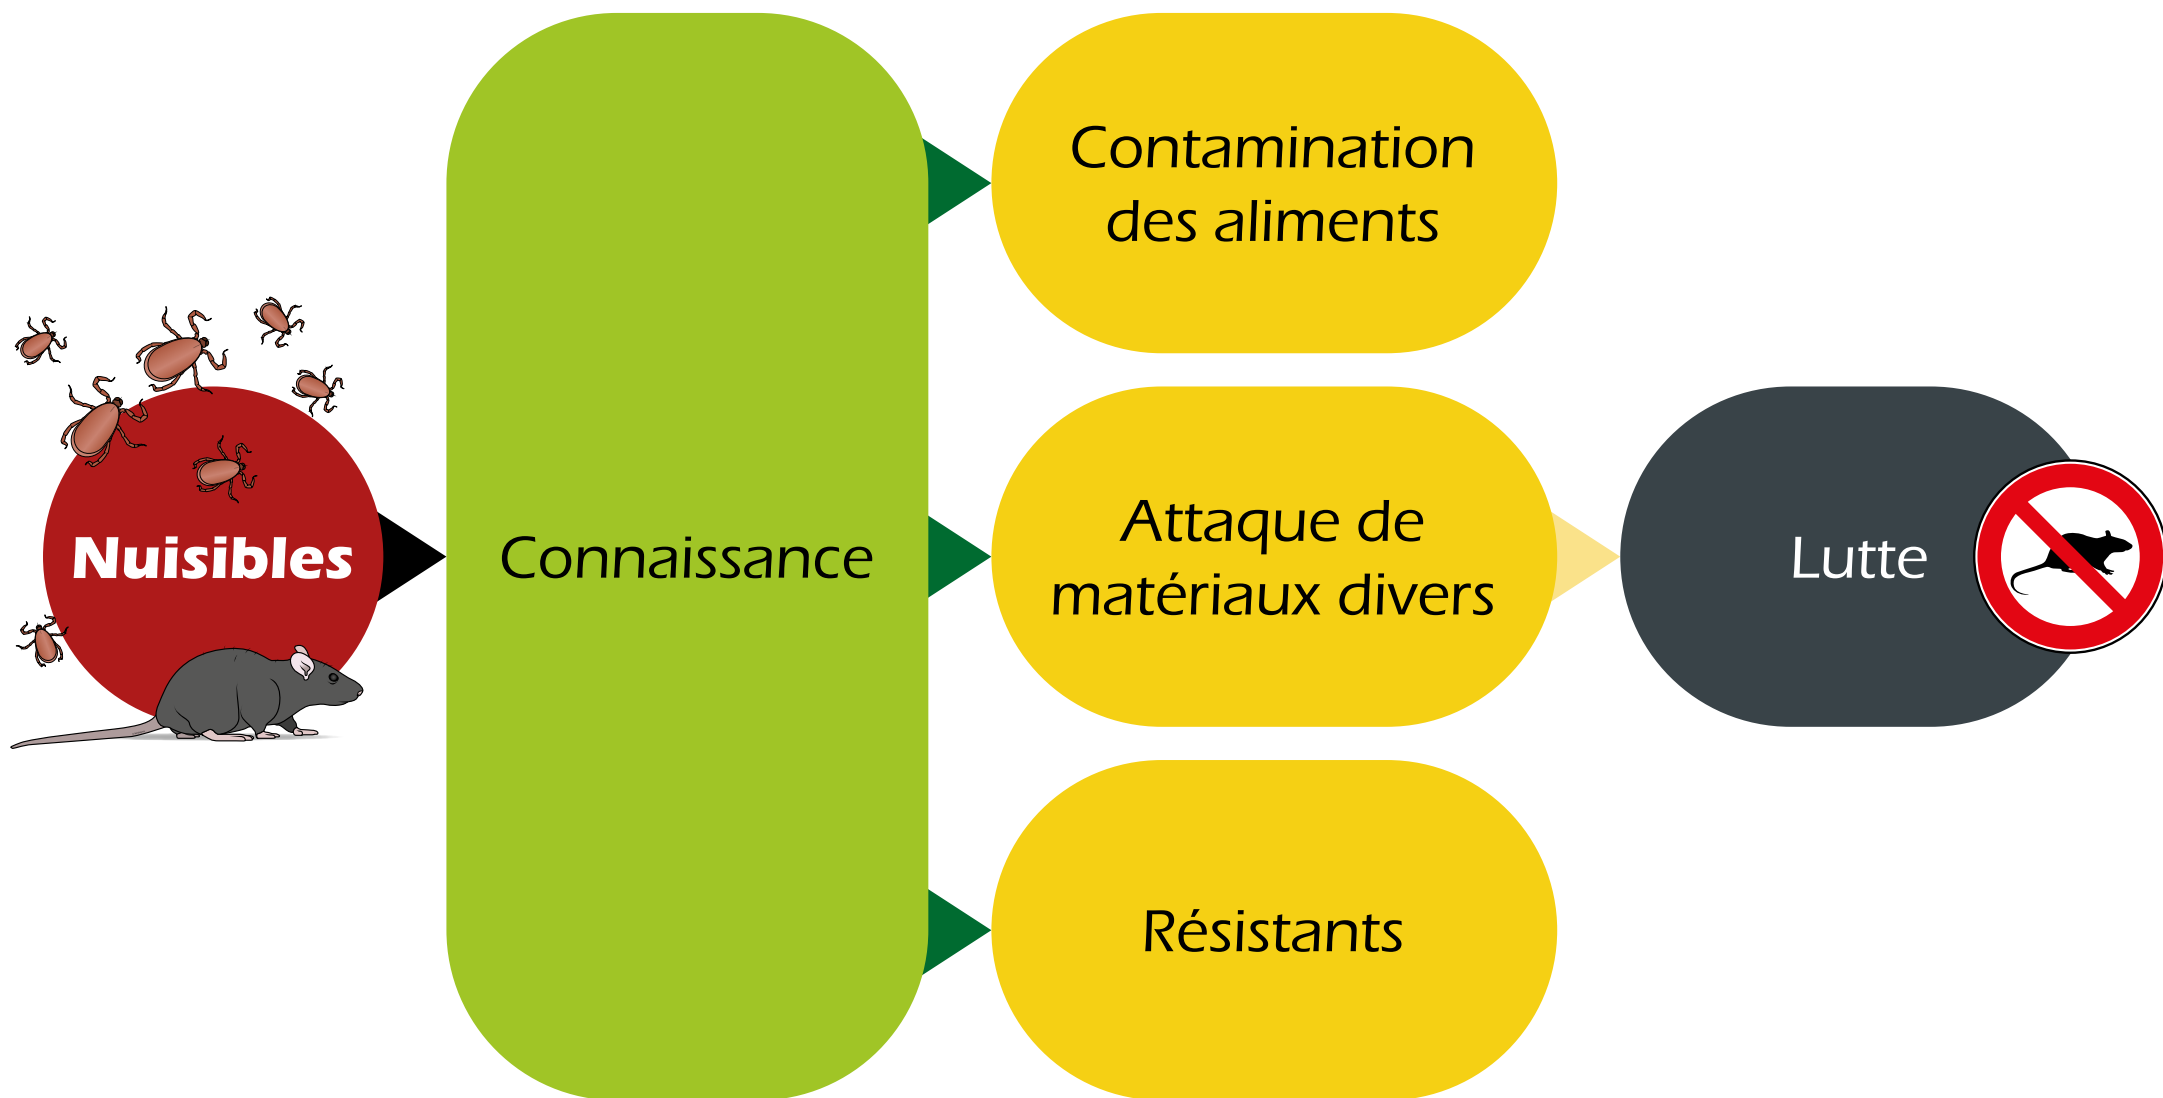 Nuisibles
Connaissance
Contamination
des aliments
Attaque de
matériaux divers
Résistants
Lutte